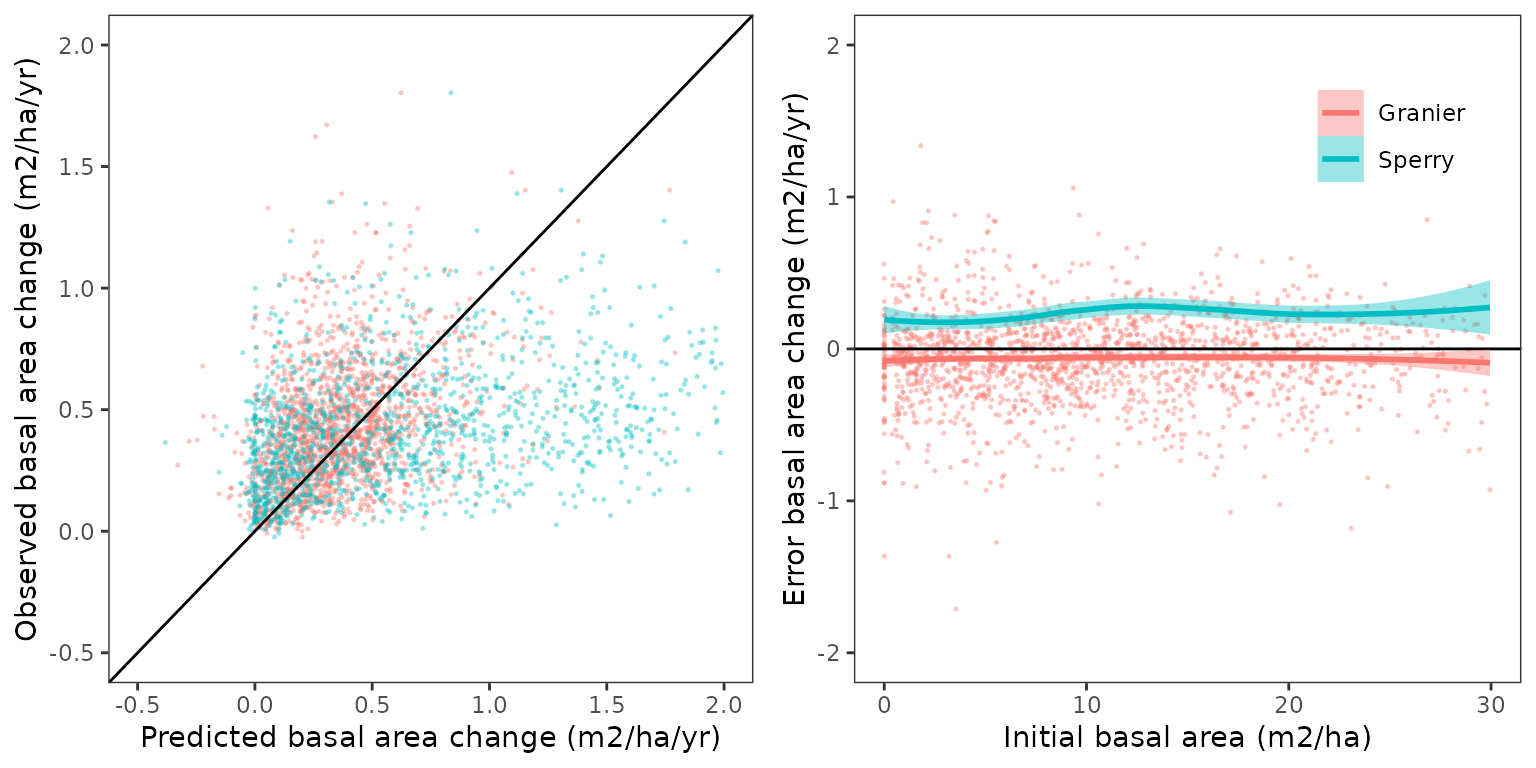 Observed basal area change (m2/ha/yr)
2.0
1.5
1.0
0.5
0.0
-0.5
-0.5 0.0 0.5 1.0 1.5 2.0
Predicted basal area change (m2/ha/yr)
Error basal area change (m2/ha/yr)
2
1
0
-1
-2
Granier
Sperry
0 10 20 30
Initial basal area (m2/ha)